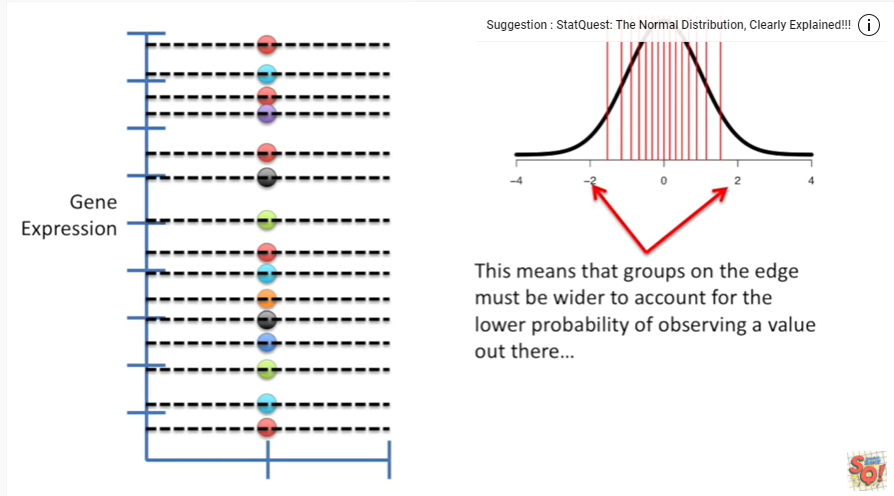 Suggestion : StatQuest: The Normal Distribution, Clearly Explained!!!
Gene
Expression
-4
-2
0
2
4
This means that groups on the edge
must be wider to account for the
lower probability of observing a value
out there...
SQ!